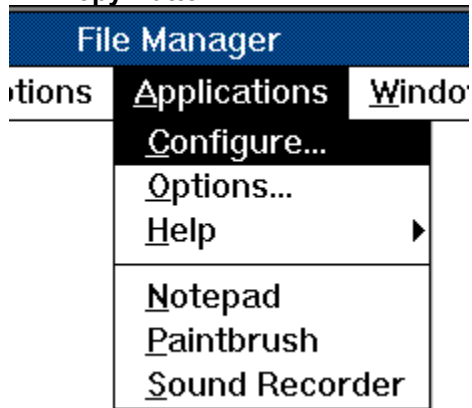 File Manager
Applications
Configure...
Options...
Help
Notepad
Paintbrush
Sound Recorder